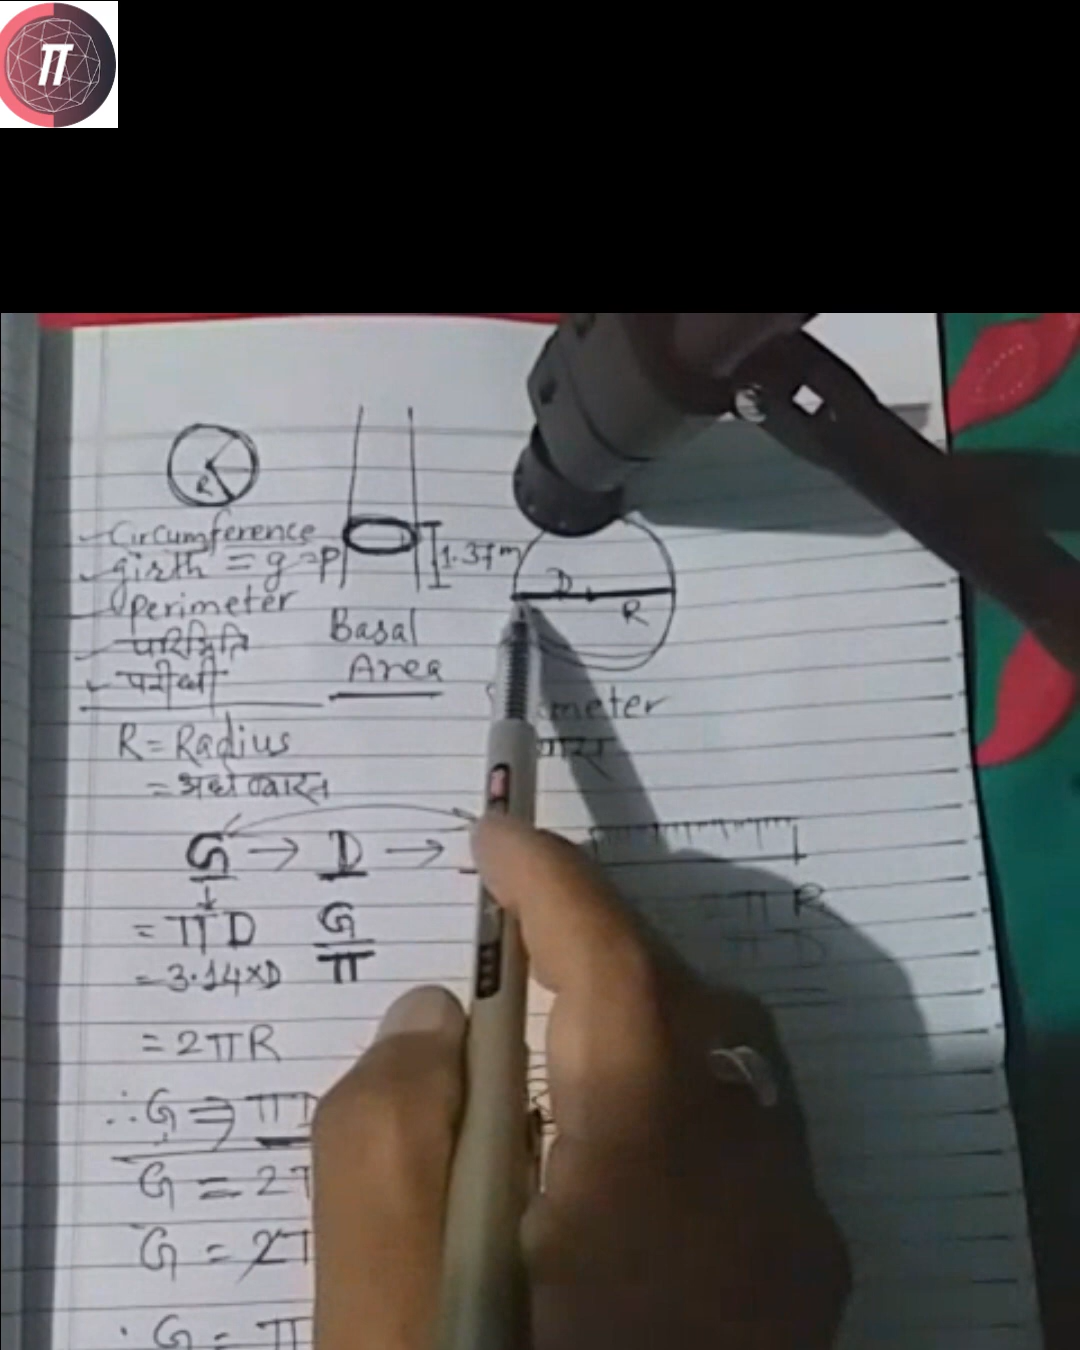 π
R
Circumference
girth = g = p
perimeter
परिमिति
1.37m
D
R
Basal
Area
meter
R = Radius
G → D →
= πD
G
π
= 3.14×D
π R
π D
= 2πR
∴ G ⇒ π
G = 2
G = 2
G = π